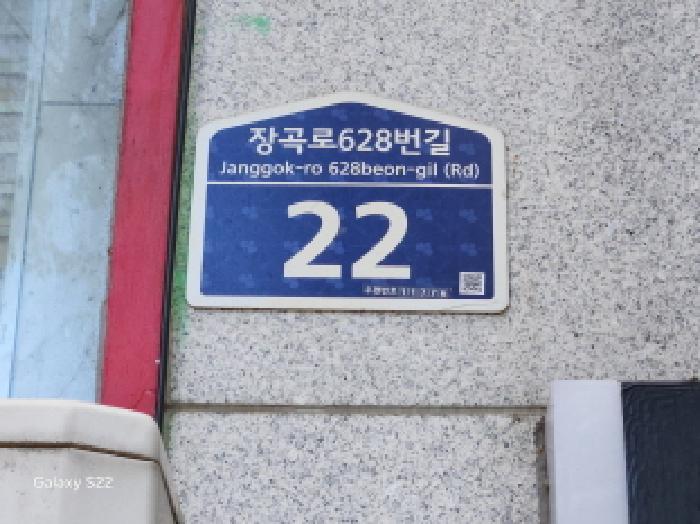 장곡로628번길
Janggok-ro 628beon-gil (Rd)
22
Galaxy S22